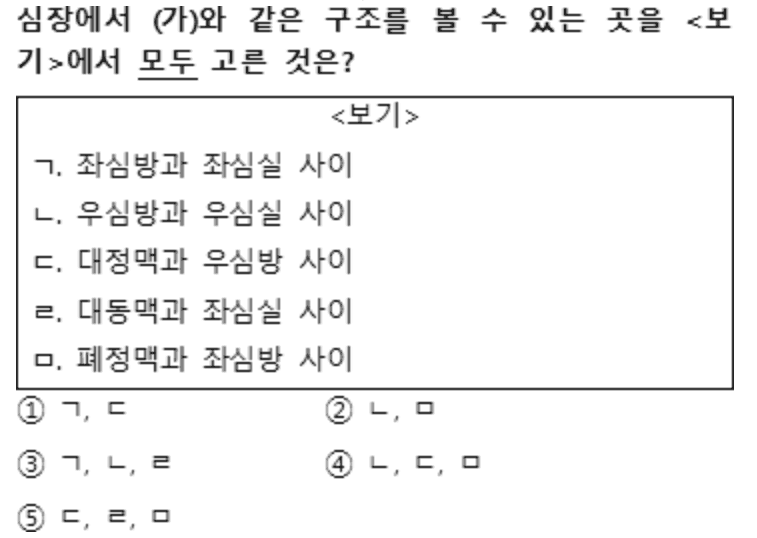 심장에서 (가)와 같은 구조를 볼 수 있는 곳을 <보
기>에서 모두 고른 것은?
<보기>
ㄱ. 좌심방과 좌심실 사이
ㄴ. 우심방과 우심실 사이
ㄷ. 대정맥과 우심방 사이
ㄹ. 대동맥과 좌심실 사이
ㅁ. 폐정맥과 좌심방 사이
① ㄱ, ㄷ ② ㄴ, ㅁ
③ ㄱ, ㄴ, ㄹ ④ ㄴ, ㄷ, ㅁ
⑤ ㄷ, ㄹ, ㅁ